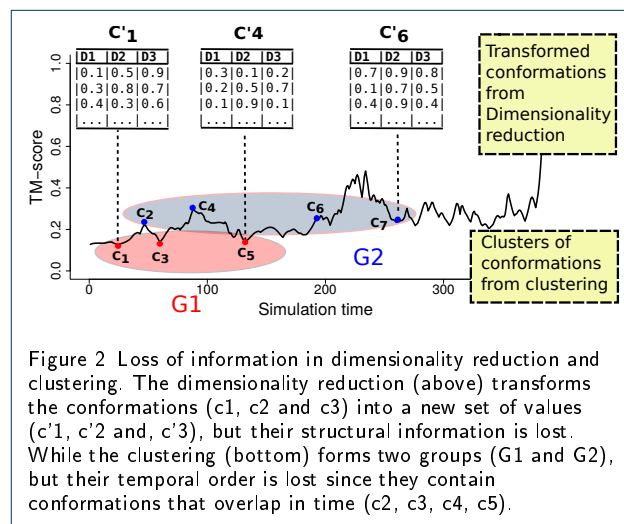 C'1 C'4 C'6
D1 D2 D3 D1 D2 D3 D1 D2 D3
|0.1|0.5|0.9| |0.3|0.1|0.2 |0.7|0.9|0.8|
|0.3|0.8|0.7| |0.2|0.5|0.7| |0.1|0.7|0.5|
|0.4|0.3|0.6| |0.1|0.9|0.1| |0.4|0.9|0.4|
|...|...|...| |...|...|...| |...|...|...|
Transformed
conformations
from
Dimensionality
reduction
TM-score
1.0
0.8
0.6
0.4
0.2
0.0
c2 c4 c6 c7
c1 c3 c5
G2
Clusters of
conformations
from clustering
0 100 200 300
G1 Simulation time
Figure 2 Loss of information in dimensionality reduction and
clustering. The dimensionality reduction (above) transforms
the conformations (c1, c2 and c3) into a new set of values
(c'1, c'2 and, c'3), but their structural information is lost.
While the clustering (bottom) forms two groups (G1 and G2),
but their temporal order is lost since they contain
conformations that overlap in time (c2, c3, c4, c5).